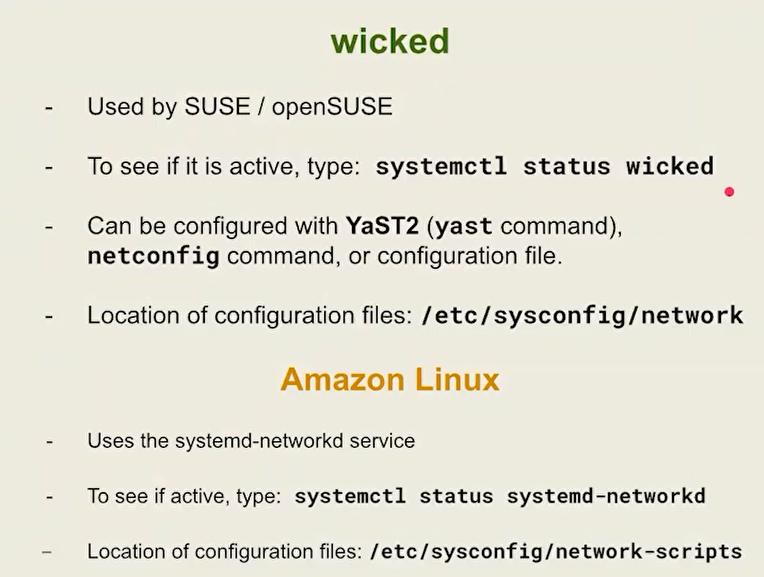 wicked
- Used by SUSE / openSUSE
- To see if it is active, type: systemctl status wicked
- Can be configured with YaST2 (yast command),
netconfig command, or configuration file.
- Location of configuration files: /etc/sysconfig/network
Amazon Linux
- Uses the systemd-networkd service
- To see if active, type: systemctl status systemd-networkd
- Location of configuration files: /etc/sysconfig/network-scripts